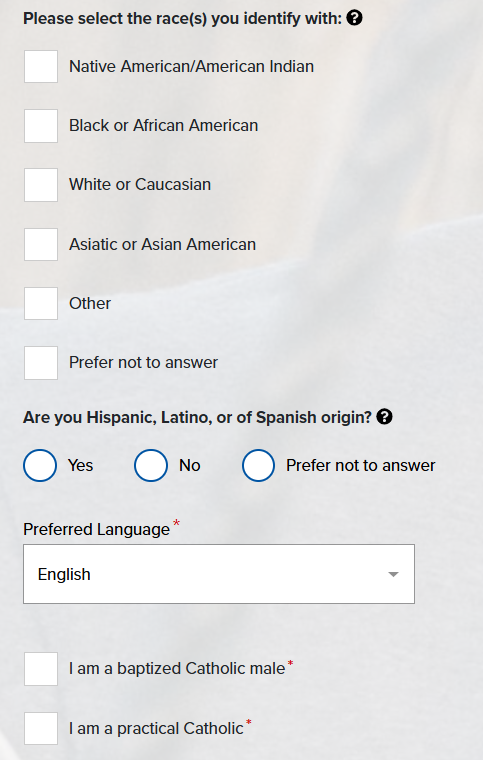 Please select the race(s) you identify with: ?
Native American/American Indian
Black or African American
White or Caucasian
Asiatic or Asian American
Other
Prefer not to answer
Are you Hispanic, Latino, or of Spanish origin? ?
Yes No Prefer not to answer
Preferred Language *
English
I am a baptized Catholic male *
I am a practical Catholic *